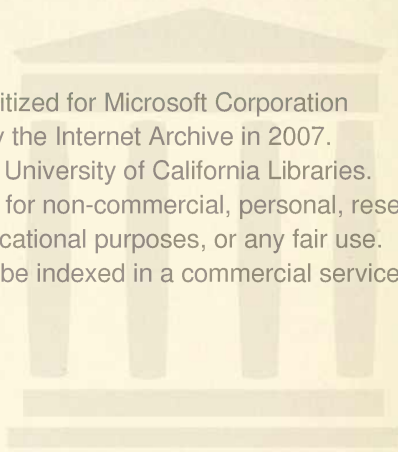 itized for Microsoft Corporation
the Internet Archive in 2007.
University of California Libraries.
for non-commercial, personal,
cational purposes, or any fair use.
be indexed in a commercial service